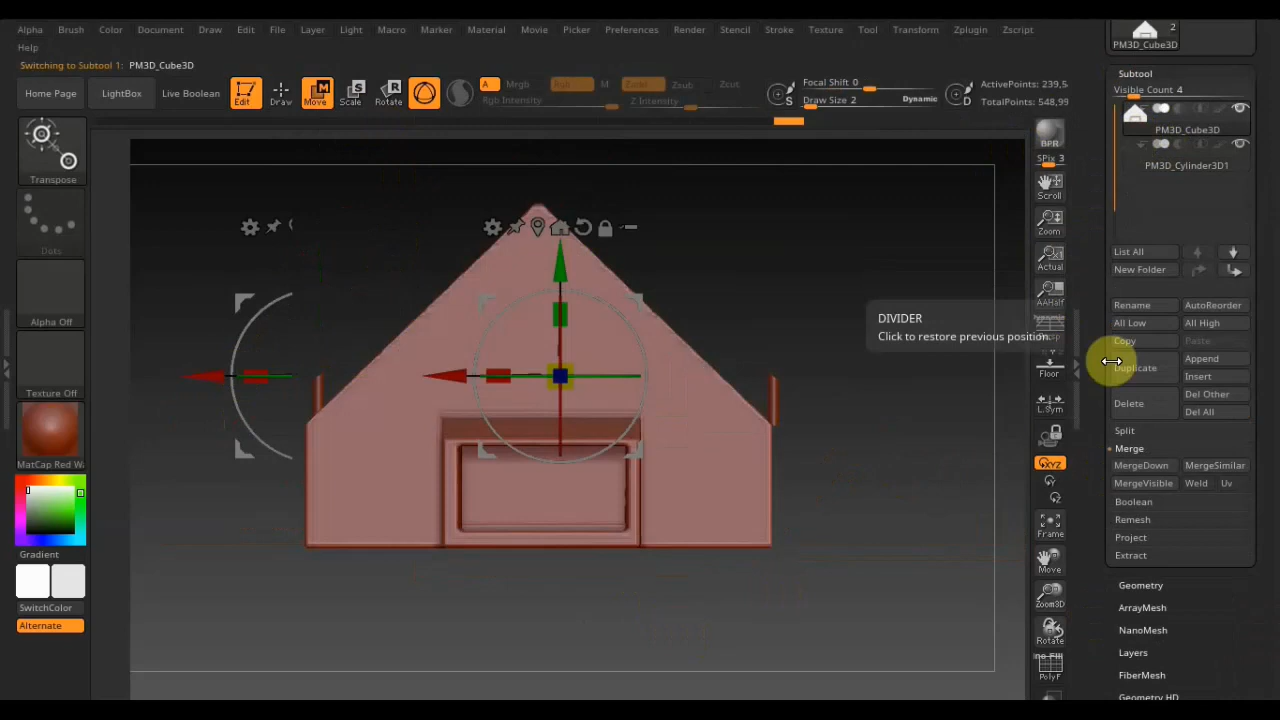 Alpha Brush Color Document Draw Edit File Layer Light Macro Marker Material Movie Picker Preferences Render Stencil Stroke Texture Tool Transform Zplugin Zscript
Help
Switching to Subtool 1: PM3D_Cube3D
Home Page LightBox Live Boolean
Edit Draw Move Scale Rotate
A Mrgb Rgb M Zadd Zsub Zcut
Rgb Intensity Z Intensity
Focal Shift 0
Draw Size 2 Dynamic
ActivePoints: 239,5
TotalPoints: 548,99
Transpose
Dots
Alpha Off
Texture Off
MatCap Red Wa
Gradient
SwitchColor
Alternate
DIVIDER
Click to restore previous position.
BPR
SPix 3
Scroll
Zoom
Actual
AAHalf
Floor
L.Sym
XYZ
Y
Z
Frame
Move
Zoom3D
Rotate
PolyF
2
PM3D_Cube3D
Subtool
Visible Count 4
PM3D_Cube3D
PM3D_Cylinder3D1
List All
New Folder
Rename AutoReorder
All Low All High
Copy Paste
Duplicate Append
Insert
Delete Del Other
Del All
Split
Merge
MergeDown MergeSimilar
MergeVisible Weld Uv
Boolean
Remesh
Project
Extract
Geometry
ArrayMesh
NanoMesh
Layers
FiberMesh
Geometry HD